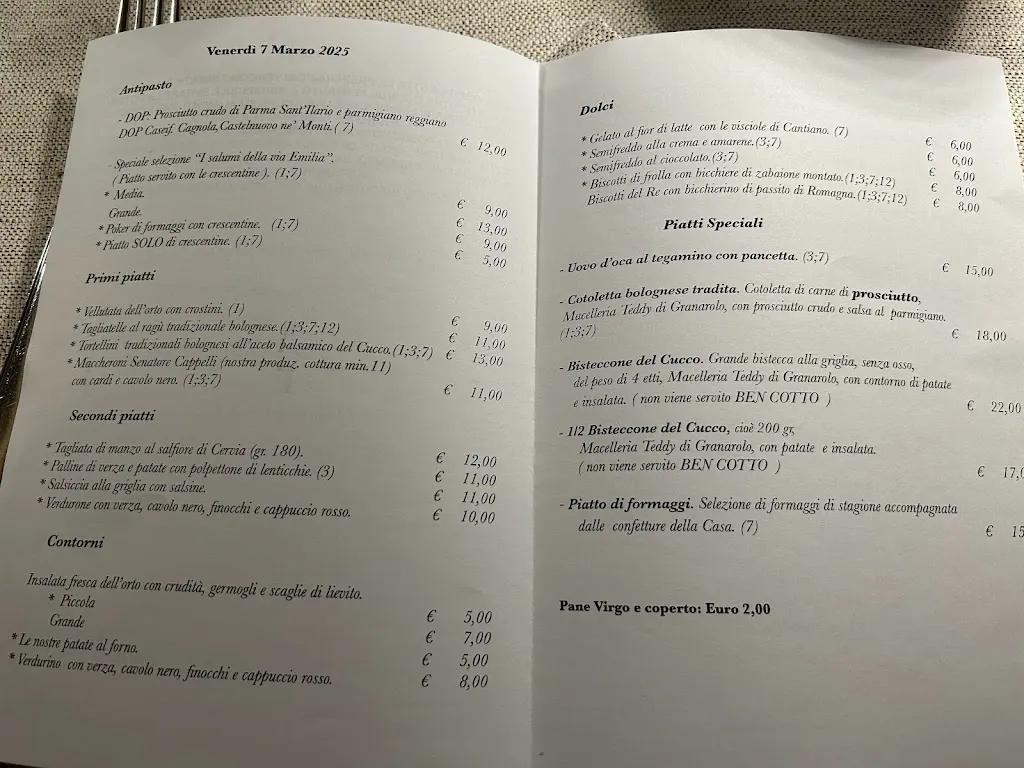 Venerdì 7 Marzo 2025
Antipasto
- DOP: Prosciutto crudo di Parma Sant'Ilario e parmigiano reggiano
DOP Caseif. Cagnola, Castelnuovo ne' Monti. ( 7)
€ 12,00
- Speciale selezione "I salumi della via Emilia".
( Piatto servito con le crescentine ). (1;7)
* Media. € 9,00
Grande. € 13,00
* Poker di formaggi con crescentine. (1;7) € 9,00
* Piatto SOLO di crescentine. (1;7) € 5,00
Primi piatti
* Vellutata dell'orto con crostini. (1) € 9,00
* Tagliatelle al ragù tradizionale bolognese.(1;3;7;12) € 11,00
* Tortellini tradizionali bolognesi all'aceto balsamico del Cucco.(1;3;7) € 13,00
* Maccheroni Senatore Cappelli (nostra produz. cottura min.11)
con cardi e cavolo nero. (1;3;7) € 11,00
Secondi piatti
* Tagliata di manzo al salfiore di Cervia (gr. 180). € 12,00
* Palline di verza e patate con polpettone di lenticchie. (3) € 11,00
* Salsiccia alla griglia con salsine. € 11,00
* Verdurone con verza, cavolo nero, finocchi e cappuccio rosso. € 10,00
Contorni
Insalata fresca dell'orto con crudità, germogli e scaglie di lievito.
* Piccola € 5,00
Grande € 7,00
* Le nostre patate al forno. € 5,00
* Verdurino con verza, cavolo nero, finocchi e cappuccio rosso. € 8,00
Dolci
* Gelato al fior di latte con le visciole di Cantiano. (7) € 6,00
* Semifreddo alla crema e amarene.(3;7) € 6,00
* Semifreddo al cioccolato.(3;7) € 6,00
* Biscotti di frolla con bicchiere di zabaione montato.(1;3;7;12) € 8,00
Biscotti del Re con bicchierino di passito di Romagna.(1;3;7;12) € 8,00
Piatti Speciali
- Uovo d'oca al tegamino con pancetta. (3;7) € 15,00
- Cotoletta bolognese tradita. Cotoletta di carne di prosciutto,
Macelleria Teddy di Granarolo, con prosciutto crudo e salsa al parmigiano.
(1;3;7) € 18,00
- Bisteccone del Cucco. Grande bistecca alla griglia, senza osso,
del peso di 4 etti, Macelleria Teddy di Granarolo, con contorno di patate
e insalata. ( non viene servito BEN COTTO ) € 22,00
- 1/2 Bisteccone del Cucco, cioè 200 gr,
Macelleria Teddy di Granarolo, con patate e insalata.
( non viene servito BEN COTTO ) € 17,0
- Piatto di formaggi. Selezione di formaggi di stagione accompagnata
dalle confetture della Casa. (7) € 15
Pane Virgo e coperto: Euro 2,00